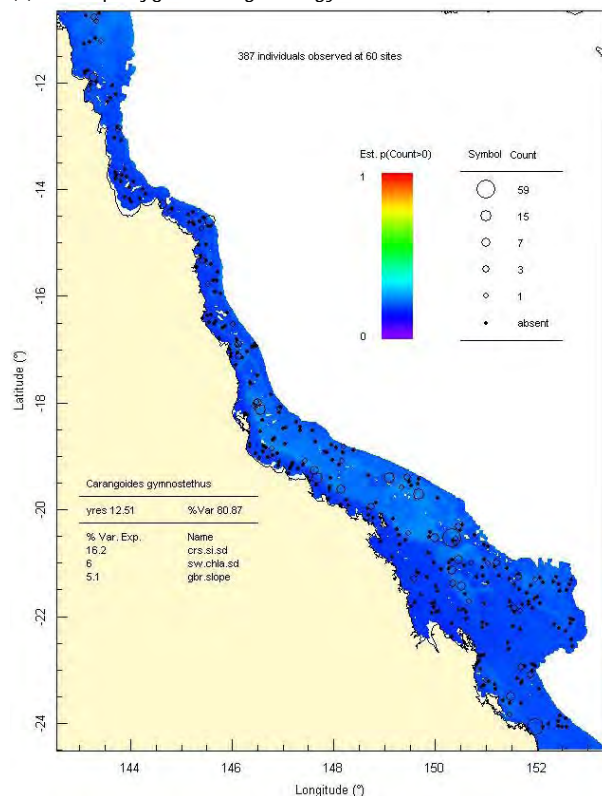 387 individuals observed at 60 sites
Est. p(Count>0)
1
0
Symbol Count
59
15
7
3
1
absent
Latitude (°)
-12
-14
-16
-18
-20
-22
-24
Carangoides gymnostethus
yres 12.51 %Var 80.87
% Var. Exp. Name
16.2 crs.si.sd
6 sw.chla.sd
5.1 gbr.slope
144 146 148 150 152
Longitude (°)